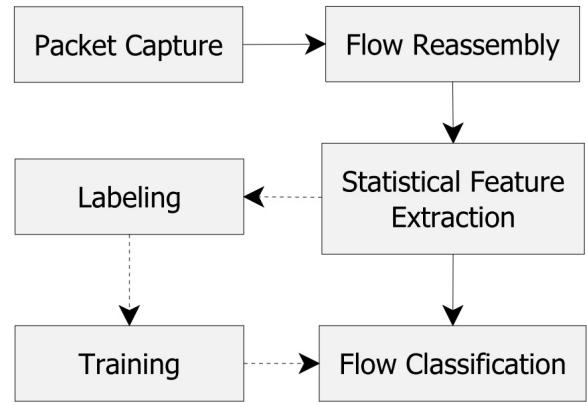 Packet Capture
Flow Reassembly
Statistical Feature
Extraction
Labeling
Training
Flow Classification